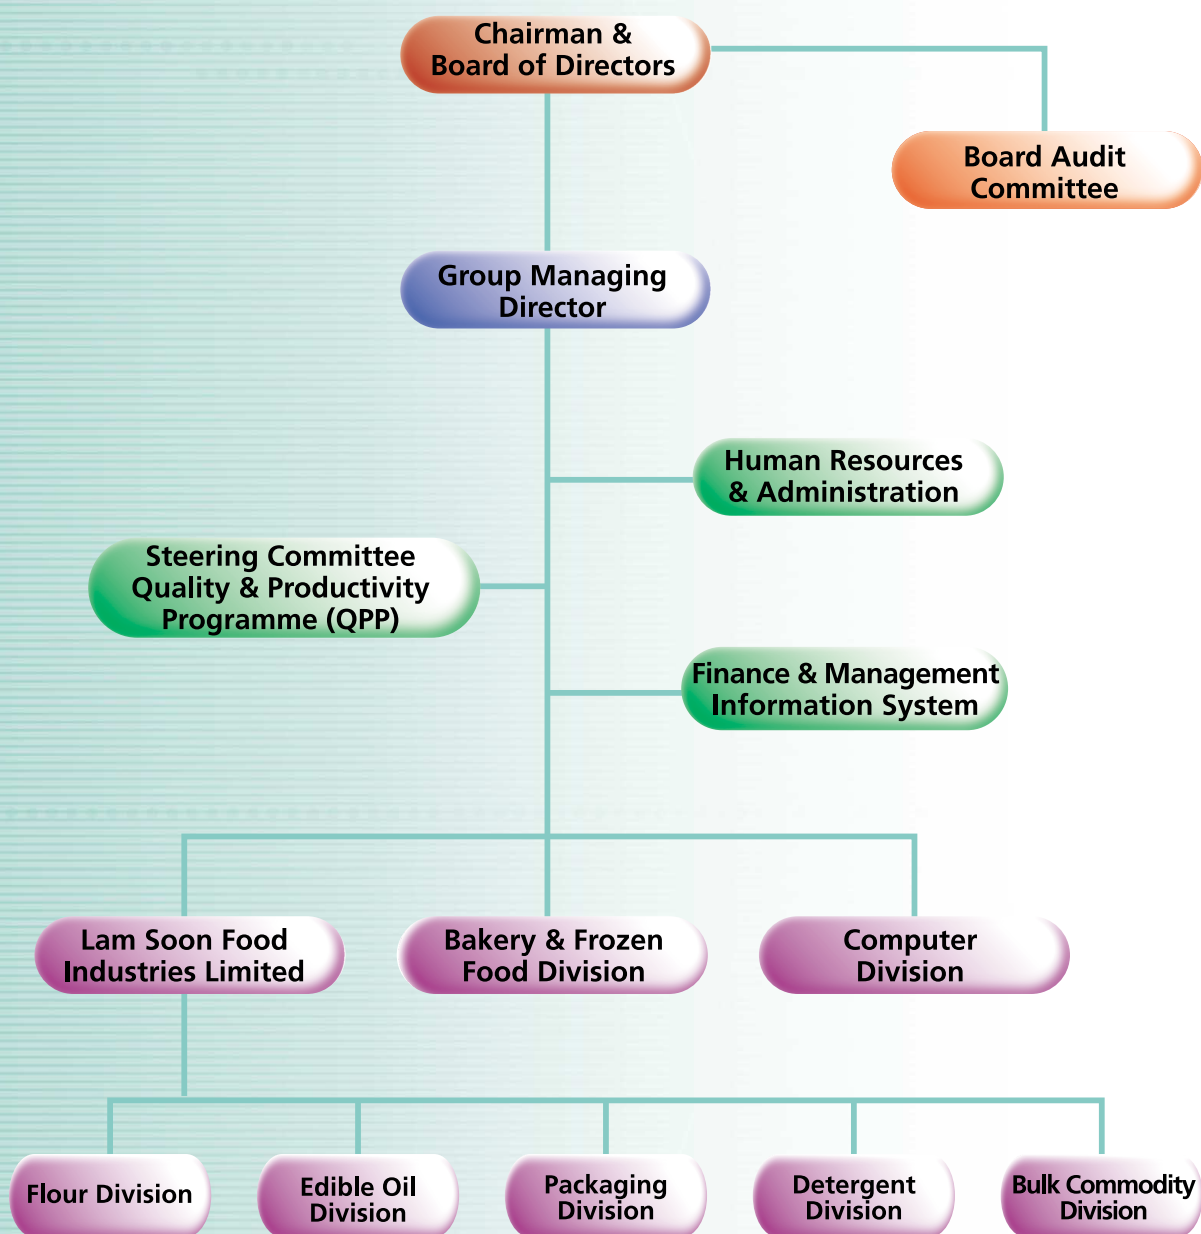 Chairman &
Board of Directors
Board Audit
Committee
Group Managing
Director
Human Resources
& Administration
Steering Committee
Quality & Productivity
Programme (QPP)
Finance & Management
Information System
Lam Soon Food
Industries Limited
Bakery & Frozen
Food Division
Computer
Division
Flour Division
Edible Oil
Division
Packaging
Division
Detergent
Division
Bulk Commodity
Division